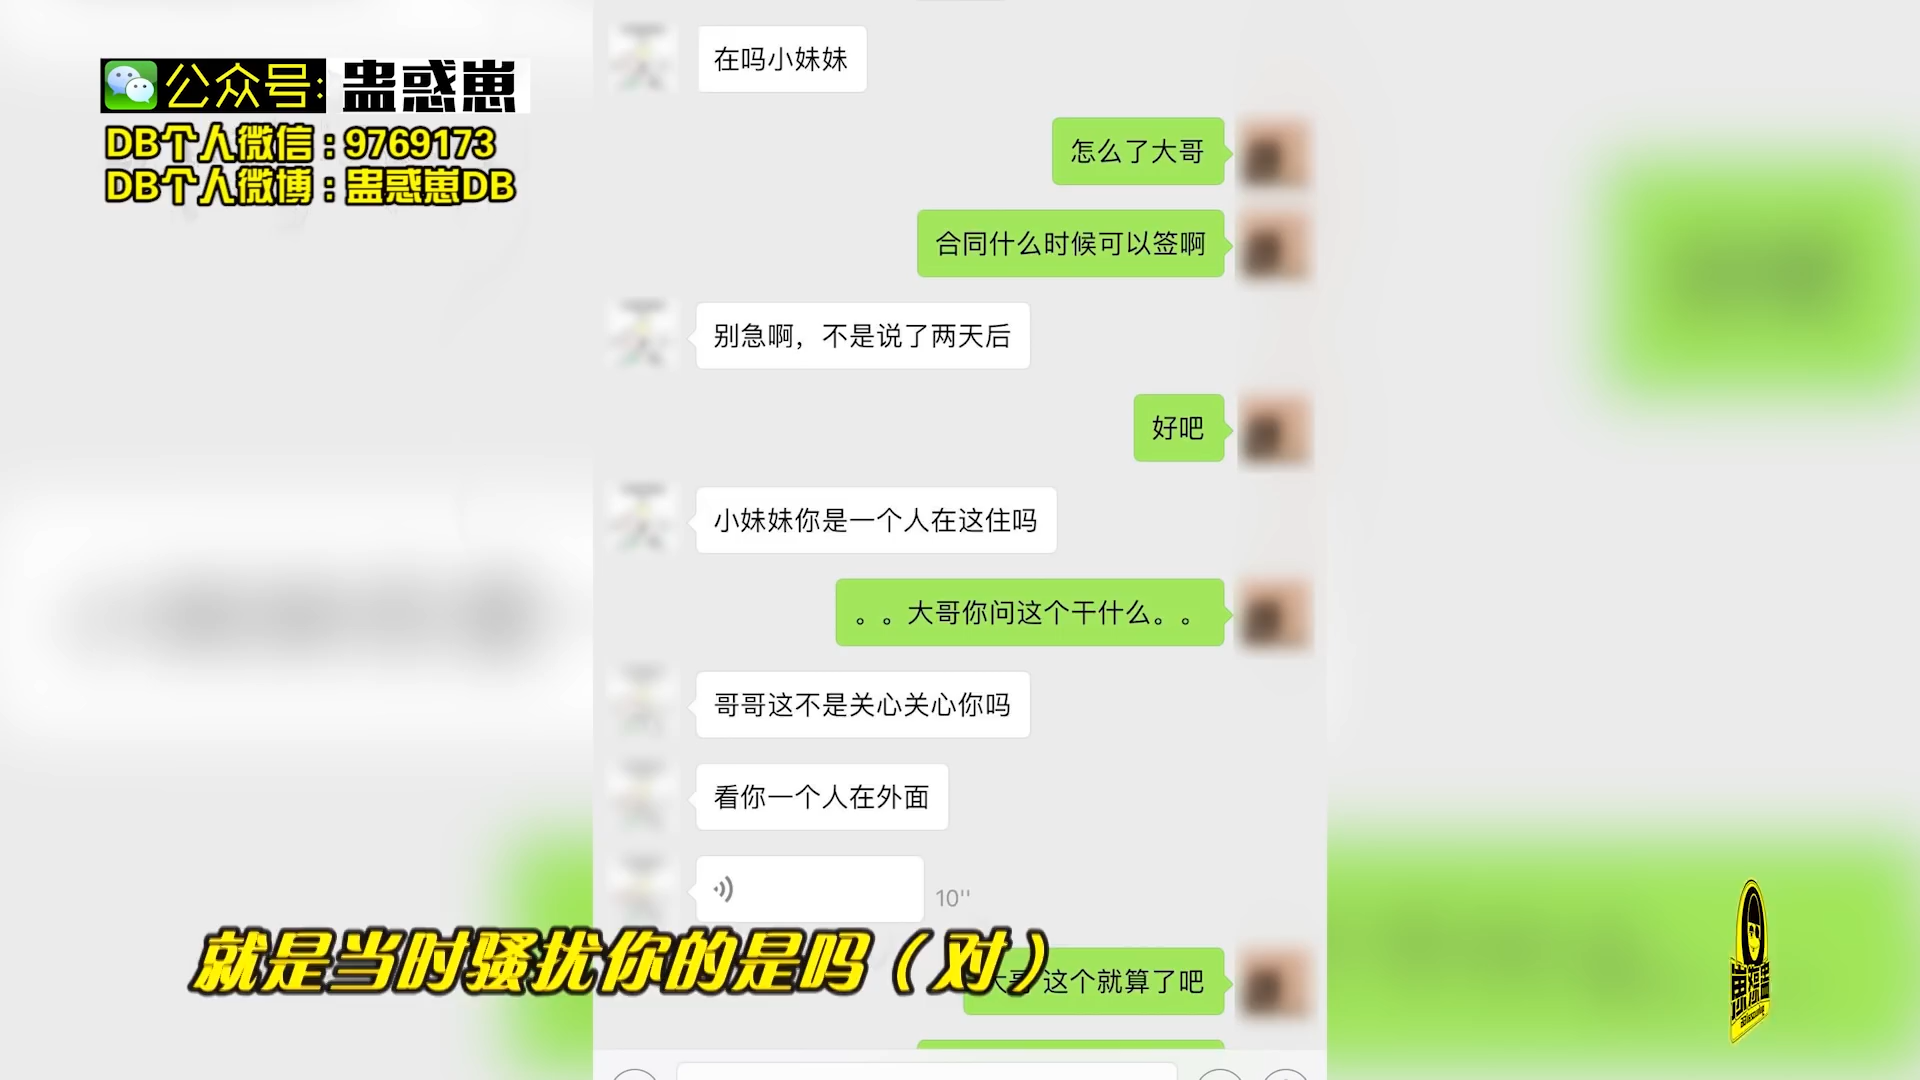 公众号: 蛊惑崽
DB个人微信：9769173
DB个人微博：蛊惑崽DB
在吗小妹妹
怎么了大哥
合同什么时候可以签啊
别急啊，不是说了两天后
好吧
小妹妹你是一个人在这住吗
。。大哥你问这个干什么。。
哥哥这不是关心关心你吗
看你一个人在外面
10''
大哥 这个就算了吧
就是当时骚扰你的是吗（对）
蛊惑崽